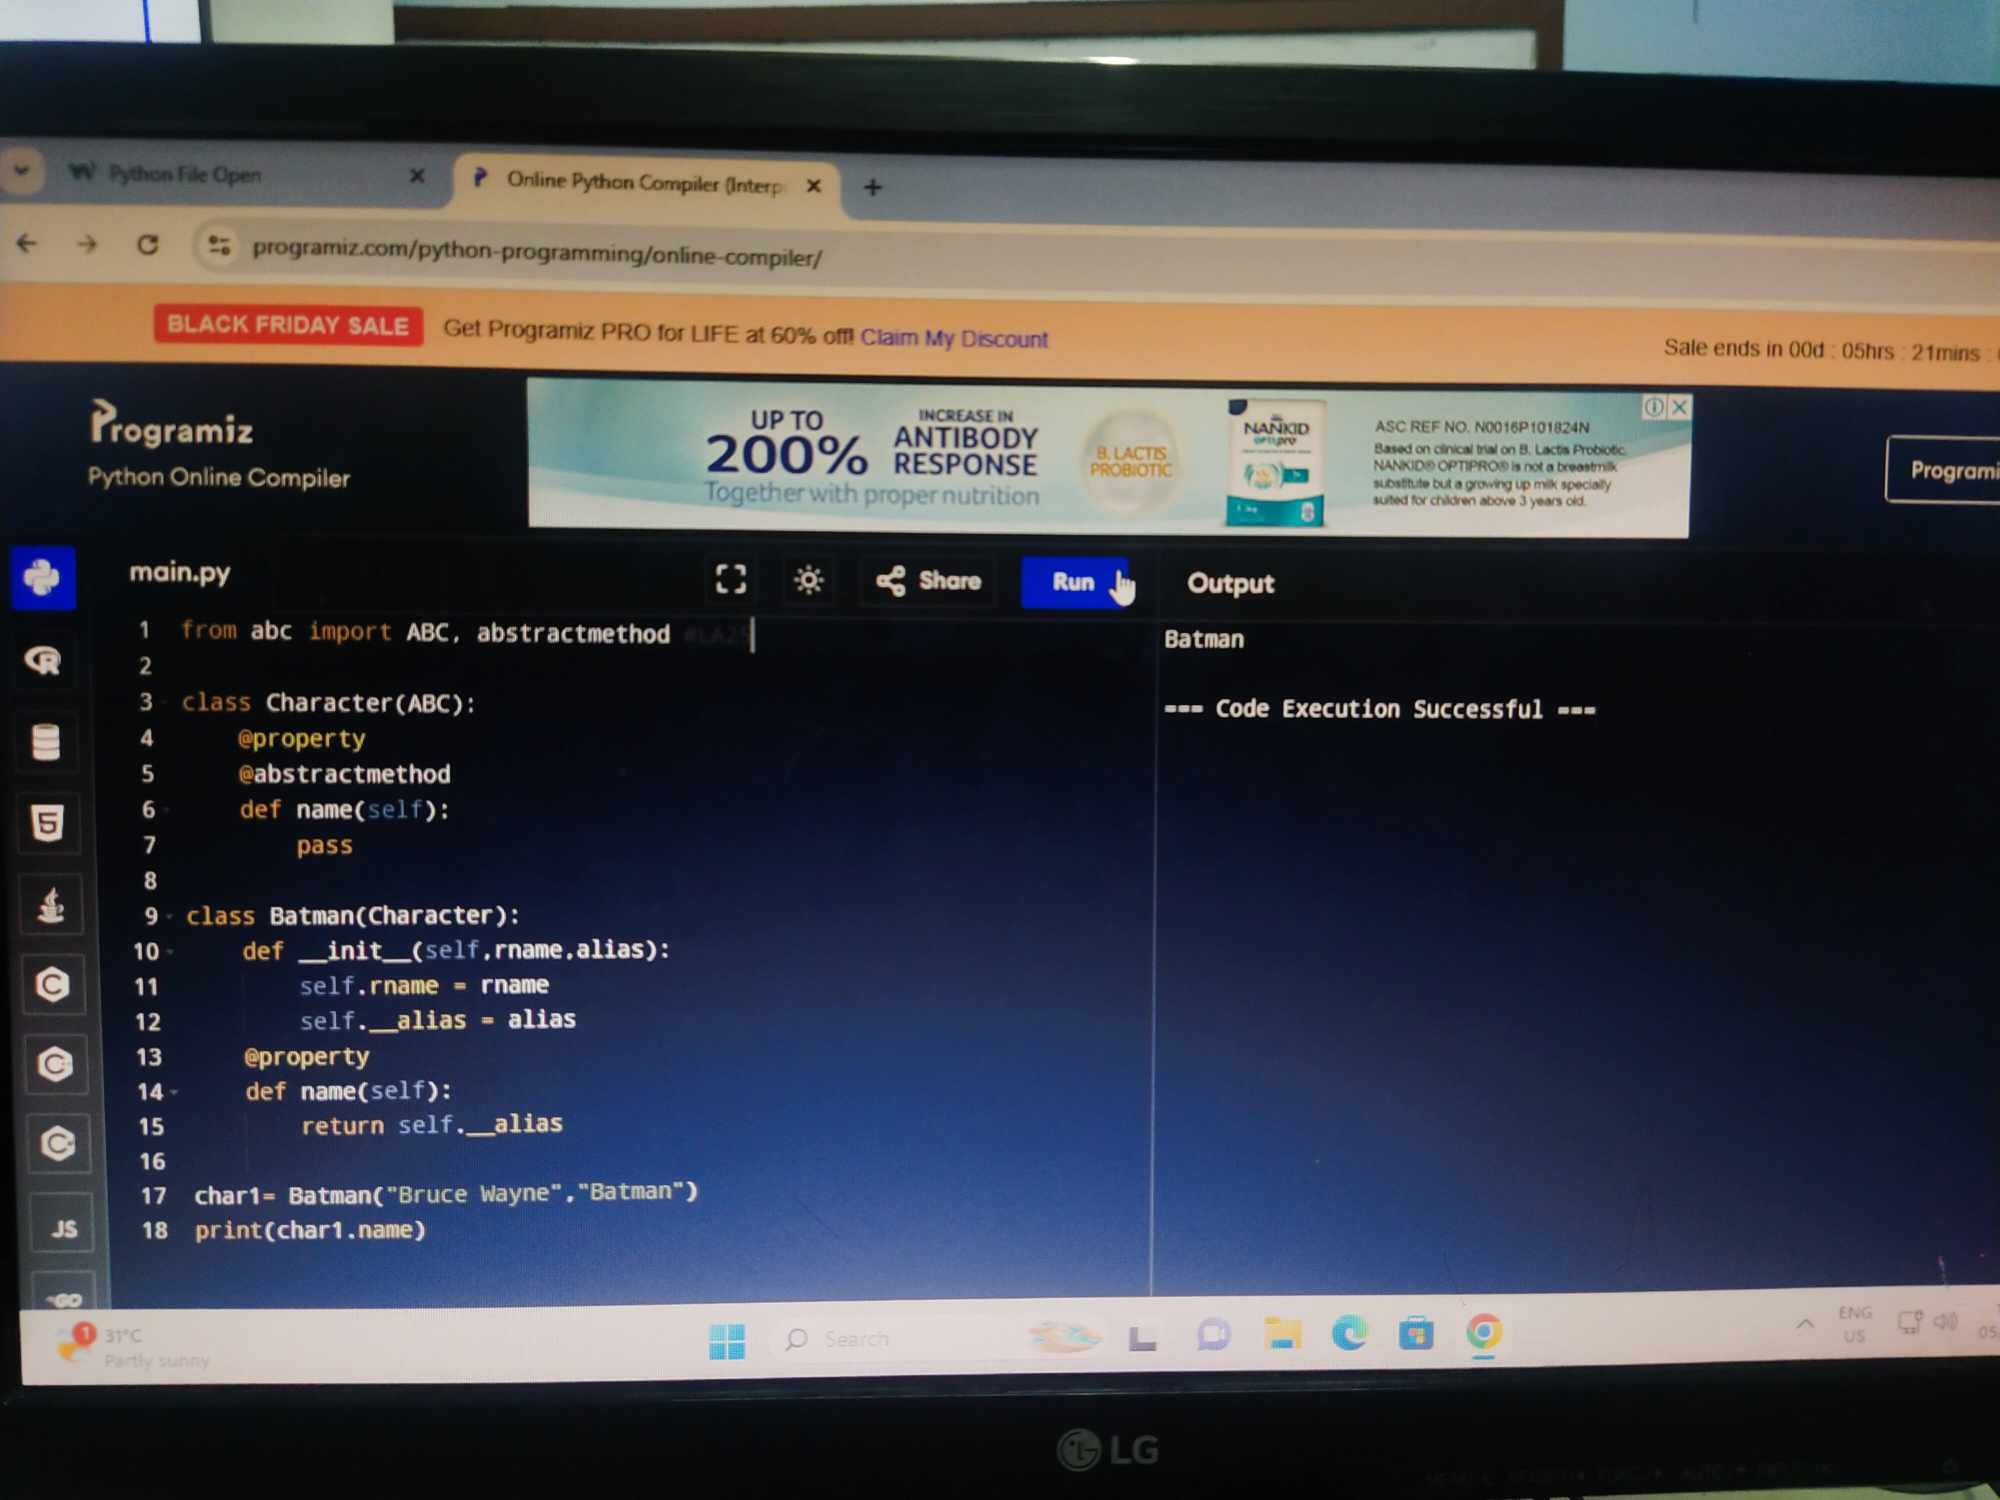 Python File Open
Online Python Compiler (Interp
programiz.com/python-programming/online-compiler/
BLACK FRIDAY SALE Get Programiz PRO for LIFE at 60% off! Claim My Discount Sale ends in 00d : 05hrs : 21mins :
Programiz
Python Online Compiler
UP TO
200%
INCREASE IN
ANTIBODY
RESPONSE
Together with proper nutrition
B. LACTIS
PROBIOTIC
NANKID
OPTIPRO
ASC REF NO. N0016P101824N
Based on clinical trial on B. Lactis Probiotic.
NANKID® OPTIPRO® is not a breastmilk
substitute but a growing up milk specially
suited for children above 3 years old.
Programi
main.py
Share
Run
Output
1 from abc import ABC, abstractmethod
2
3 class Character(ABC):
4 @property
5 @abstractmethod
6 def name(self):
7 pass
8
9 class Batman(Character):
10 def __init__(self,rname,alias):
11 self.rname = rname
12 self.__alias = alias
13 @property
14 def name(self):
15 return self.__alias
16
17 char1= Batman("Bruce Wayne","Batman")
18 print(char1.name)
Batman
=== Code Execution Successful ===
JS
GO
1
31°C
Partly sunny
Search
ENG
US
05
LG